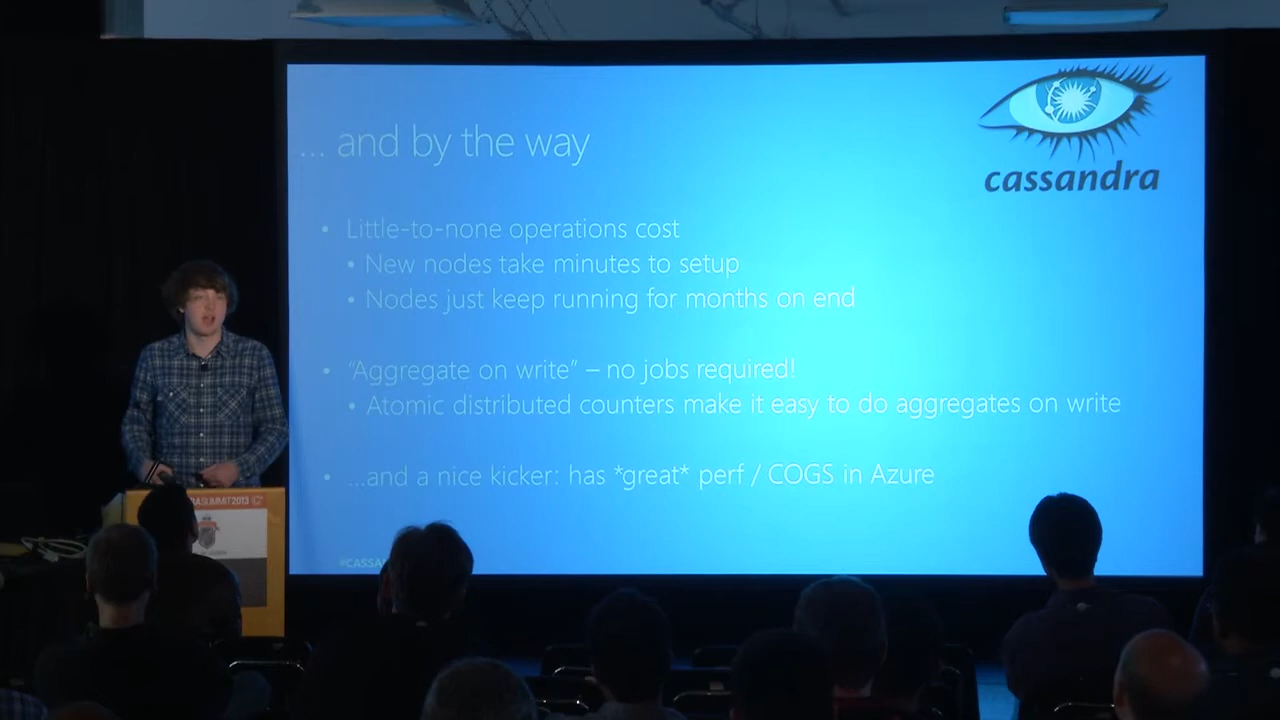 ... and by the way
cassandra
• Little-to-none operations cost
• New nodes take minutes to setup
• Nodes just keep running for months on end
• "Aggregate on write" – no jobs required!
• Atomic distributed counters make it easy to do aggregates on write
• ...and a nice kicker: has *great* perf / COGS in Azure
#CASSA
RASUMMIT2013